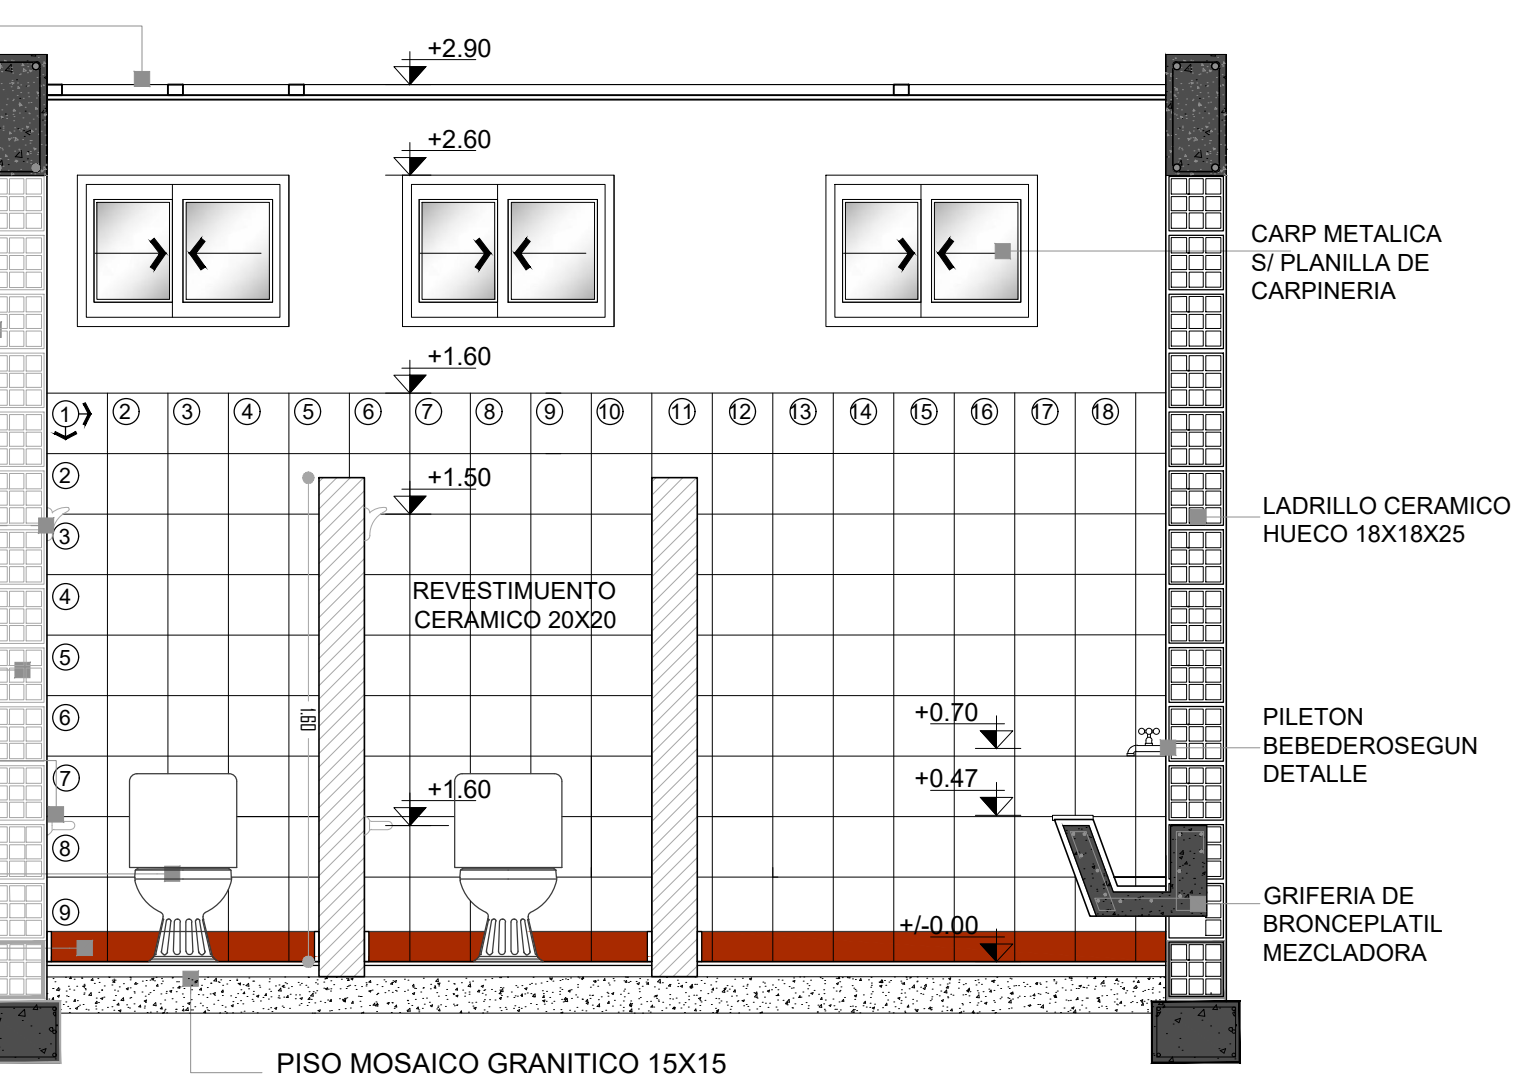 +2.90
+2.60
CARP METALICA
S/ PLANILLA DE
CARPINERIA
+1.60
1 2 3 4 5 6 7 8 9 10 11 12 13 14 15 16 17 18
2
+1.50
LADRILLO CERAMICO
HUECO 18X18X25
3
REVESTIMUENTO
CERAMICO 20X20
4
5
1.60
6
+0.70
PILETON
BEBEDEROSEGUN
DETALLE
7
+1.60
+0.47
8
9
+/-0.00
GRIFERIA DE
BRONCEPLATIL
MEZCLADORA
PISO MOSAICO GRANITICO 15X15